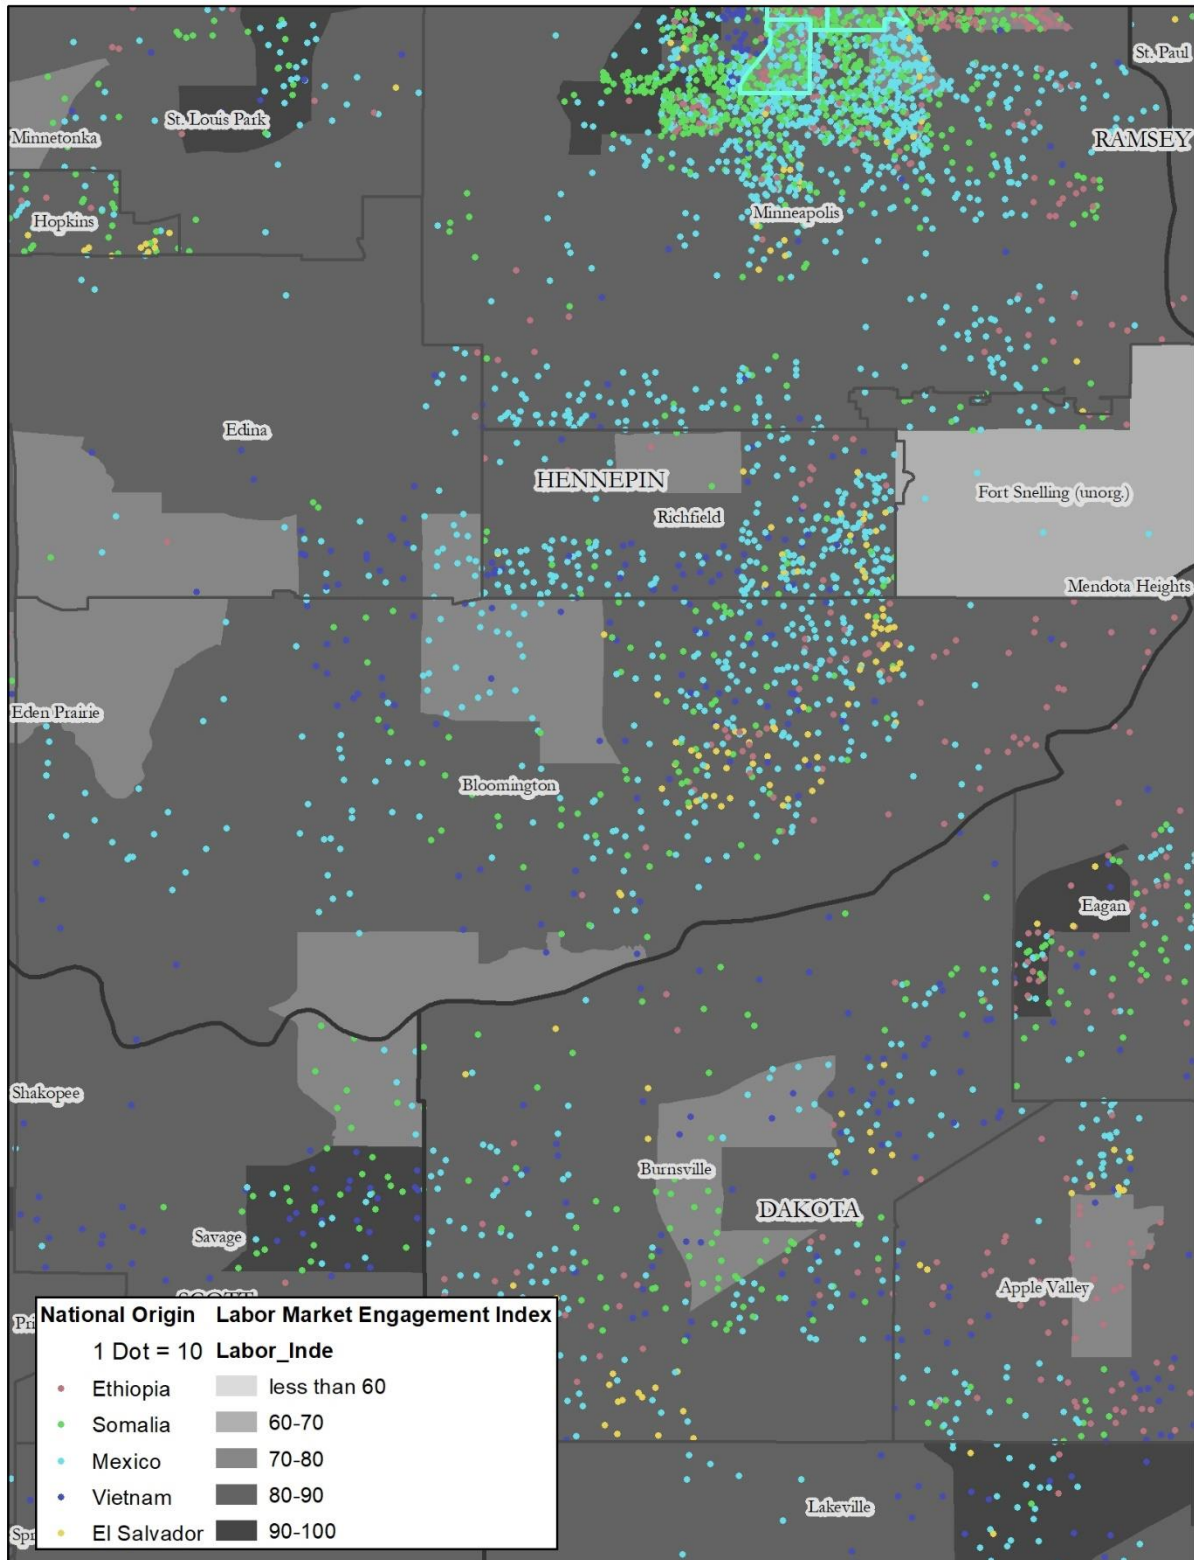 St. Paul
St. Louis Park
Minnetonka
RAMSEY
Hopkins
Minneapolis
Edina
HENNEPIN
Fort Snelling (unorg.)
Richfield
Mendota Heights
Eden Prairie
Bloomington
Eagan
Shakopee
Burnsville
DAKOTA
Savage
Apple Valley
National Origin Labor Market Engagement Index
1 Dot = 10 Labor_Inde
Ethiopia less than 60
Somalia 60-70
Mexico 70-80
Vietnam 80-90
El Salvador 90-100
Lakeville